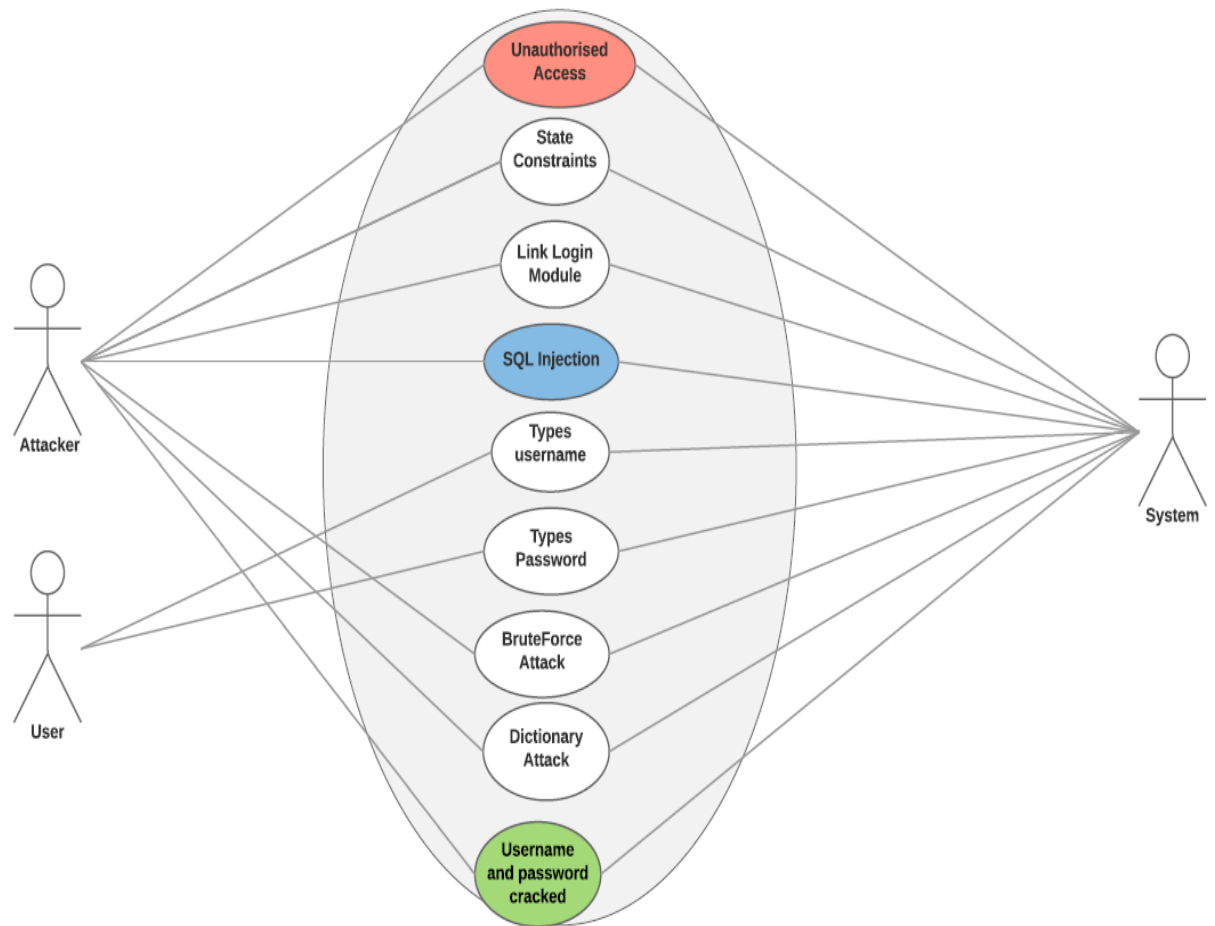 Unauthorised
Access
State
Constraints
Link Login
Module
SQL Injection
Types
username
Types
Password
BruteForce
Attack
Dictionary
Attack
Username
and password
cracked
Attacker
User
System